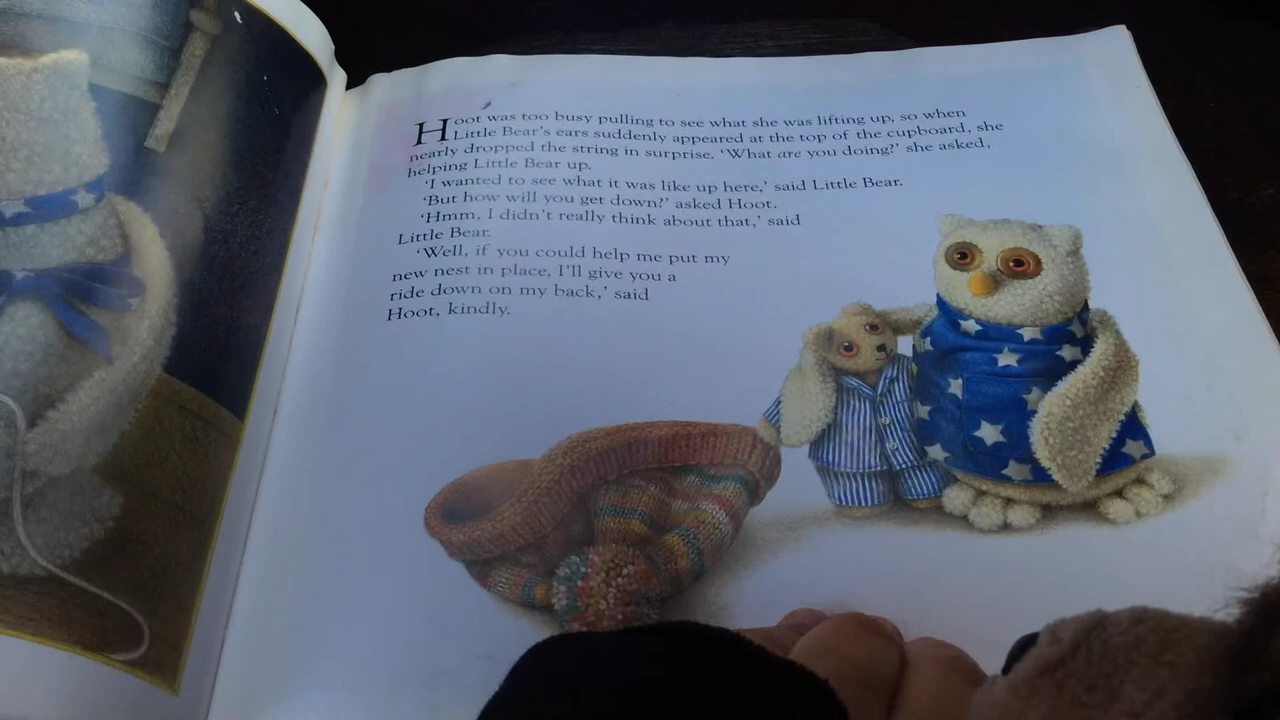 Hoot was too busy pulling to see what she was lifting up, so when
Little Bear's ears suddenly appeared at the top of the cupboard, she
nearly dropped the string in surprise. 'What are you doing?' she asked,
helping Little Bear up.
'I wanted to see what it was like up here,' said Little Bear.
'But how will you get down?' asked Hoot.
'Hmm, I didn't really think about that,' said
Little Bear.
'Well, if you could help me put my
new nest in place, I'll give you a
ride down on my back,' said
Hoot, kindly.